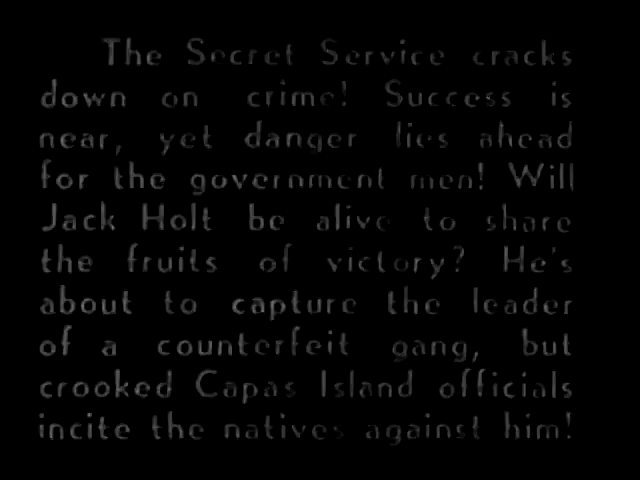 The Secret Service cracks
down on crime! Success is
near, yet danger lies ahead
for the government men! Will
Jack Holt be alive to share
the fruits of victory? He's
about to capture the leader
of a counterfeit gang, but
crooked Capas Island officials
incite the natives against him!